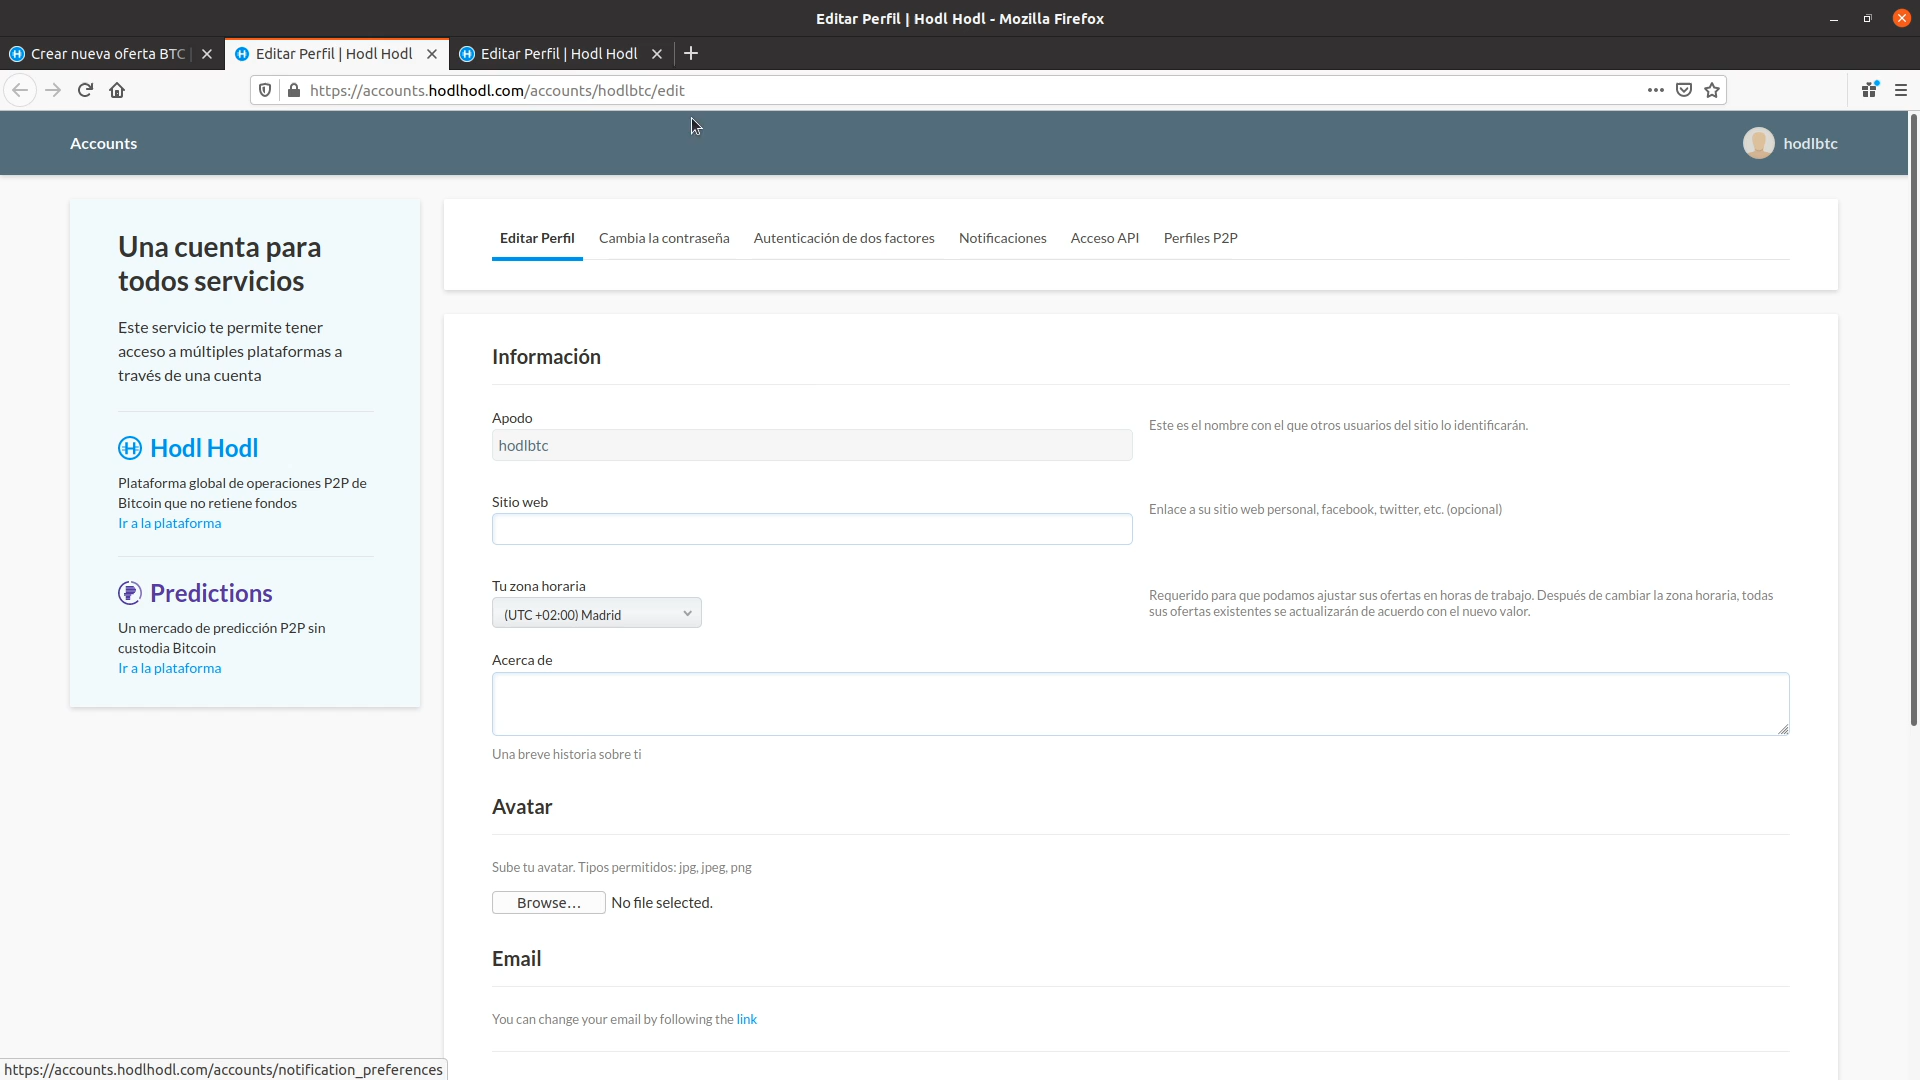 Editar Perfil | Hodl Hodl - Mozilla Firefox
Crear nueva oferta BTC |
Editar Perfil | Hodl Hodl
Editar Perfil | Hodl Hodl
https://accounts.hodlhodl.com/accounts/hodlbtc/edit
Accounts
hodlbtc
Una cuenta para
todos servicios
Este servicio te permite tener
acceso a múltiples plataformas a
través de una cuenta
Hodl Hodl
Plataforma global de operaciones P2P de
Bitcoin que no retiene fondos
Ir a la plataforma
Predictions
Un mercado de predicción P2P sin
custodia Bitcoin
Ir a la plataforma
Editar Perfil
Cambia la contraseña
Autenticación de dos factores
Notificaciones
Acceso API
Perfiles P2P
Información
Apodo
hodlbtc
Este es el nombre con el que otros usuarios del sitio lo identificarán.
Sitio web
Enlace a su sitio web personal, facebook, twitter, etc. (opcional)
Tu zona horaria
(UTC +02:00) Madrid
Requerido para que podamos ajustar sus ofertas en horas de trabajo. Después de cambiar la zona horaria, todas
sus ofertas existentes se actualizarán de acuerdo con el nuevo valor.
Acerca de
Una breve historia sobre ti
Avatar
Sube tu avatar. Tipos permitidos: jpg, jpeg, png
Browse...
No file selected.
Email
You can change your email by following the link
https://accounts.hodlhodl.com/accounts/notification_preferences